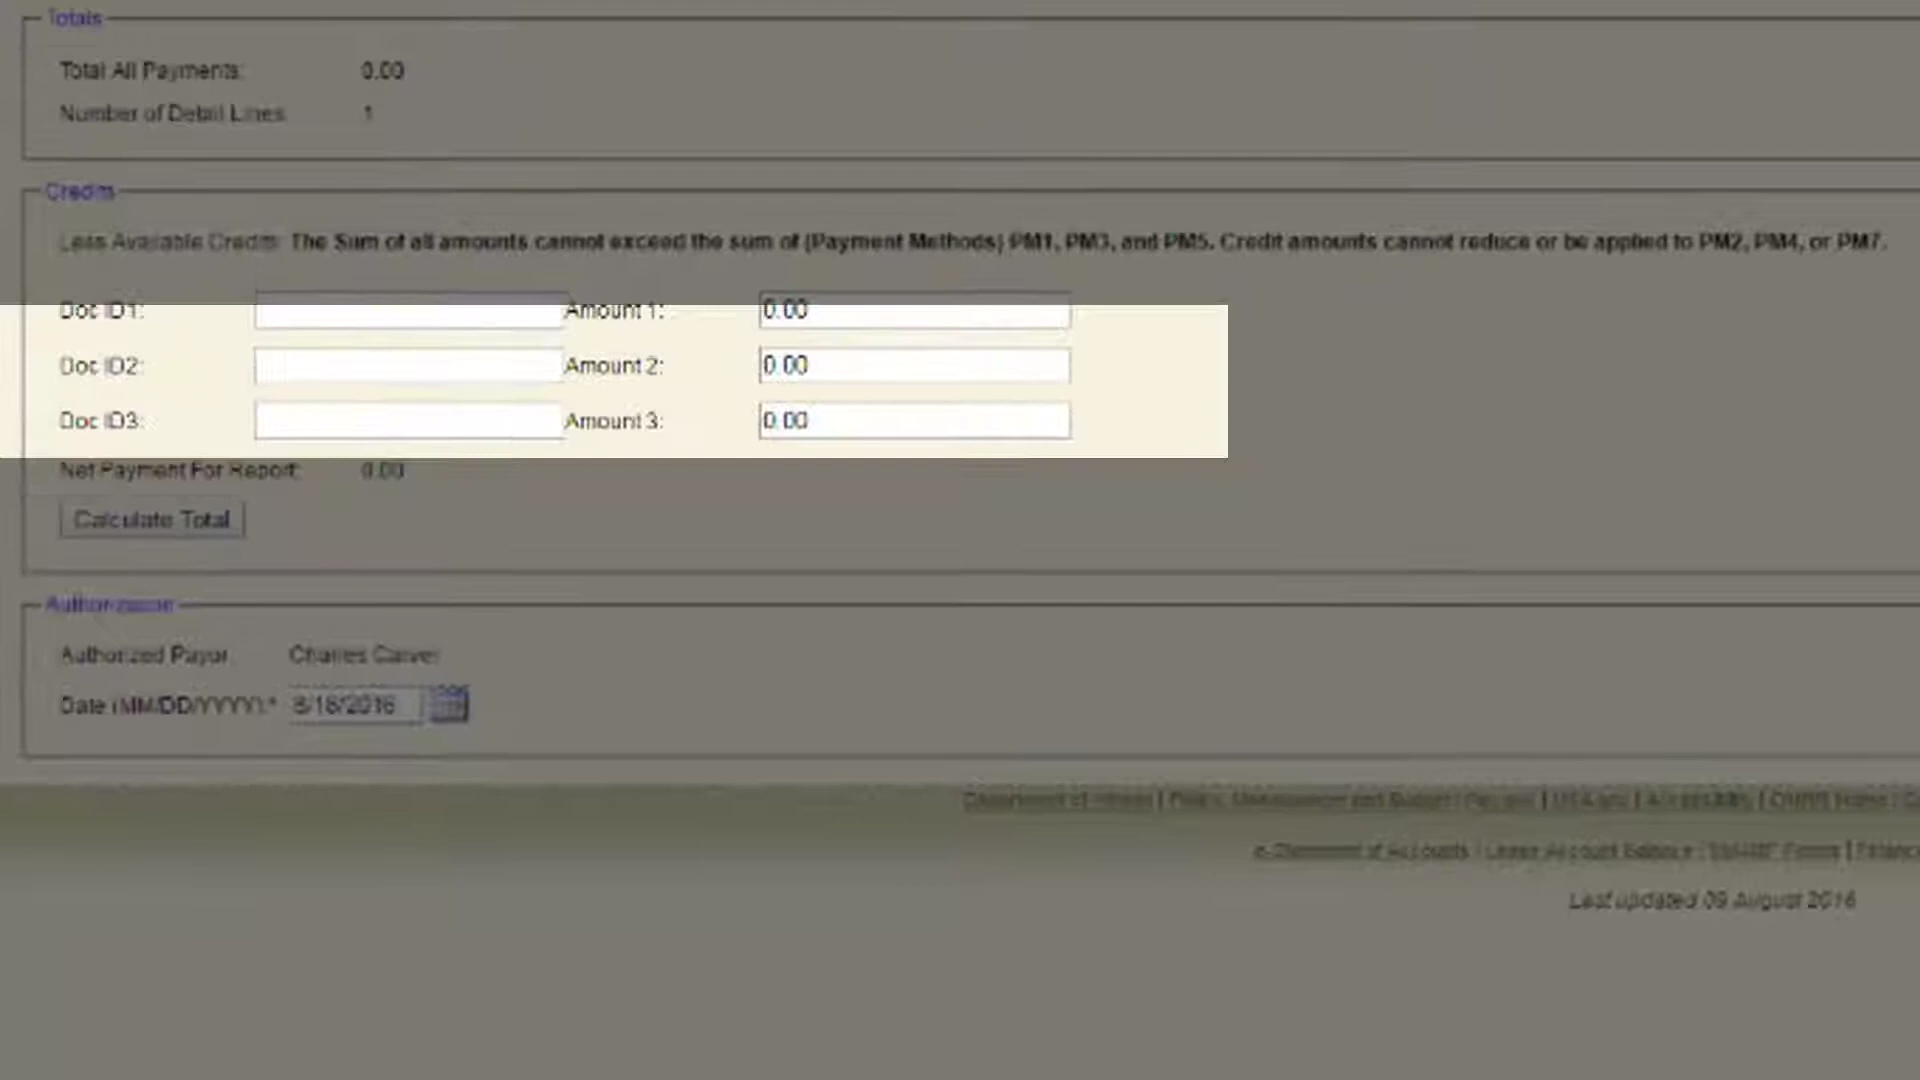 Totals
Total All Payments: 0.00
Number of Detail Lines 1
Credits
Less Available Credits: The Sum of all amounts cannot exceed the sum of (Payment Methods) PM1, PM3, and PM5. Credit amounts cannot reduce or be applied to PM2, PM4, or PM7.
Doc ID1: Amount 1: 0.00
Doc ID2: Amount 2: 0.00
Doc ID3: Amount 3: 0.00
Net Payment For Report: 0.00
Calculate Total
Authorization
Authorized Payor Charles Carver
Date (MM/DD/YYYY):* 8/18/2016
Last updated 09 August 2016